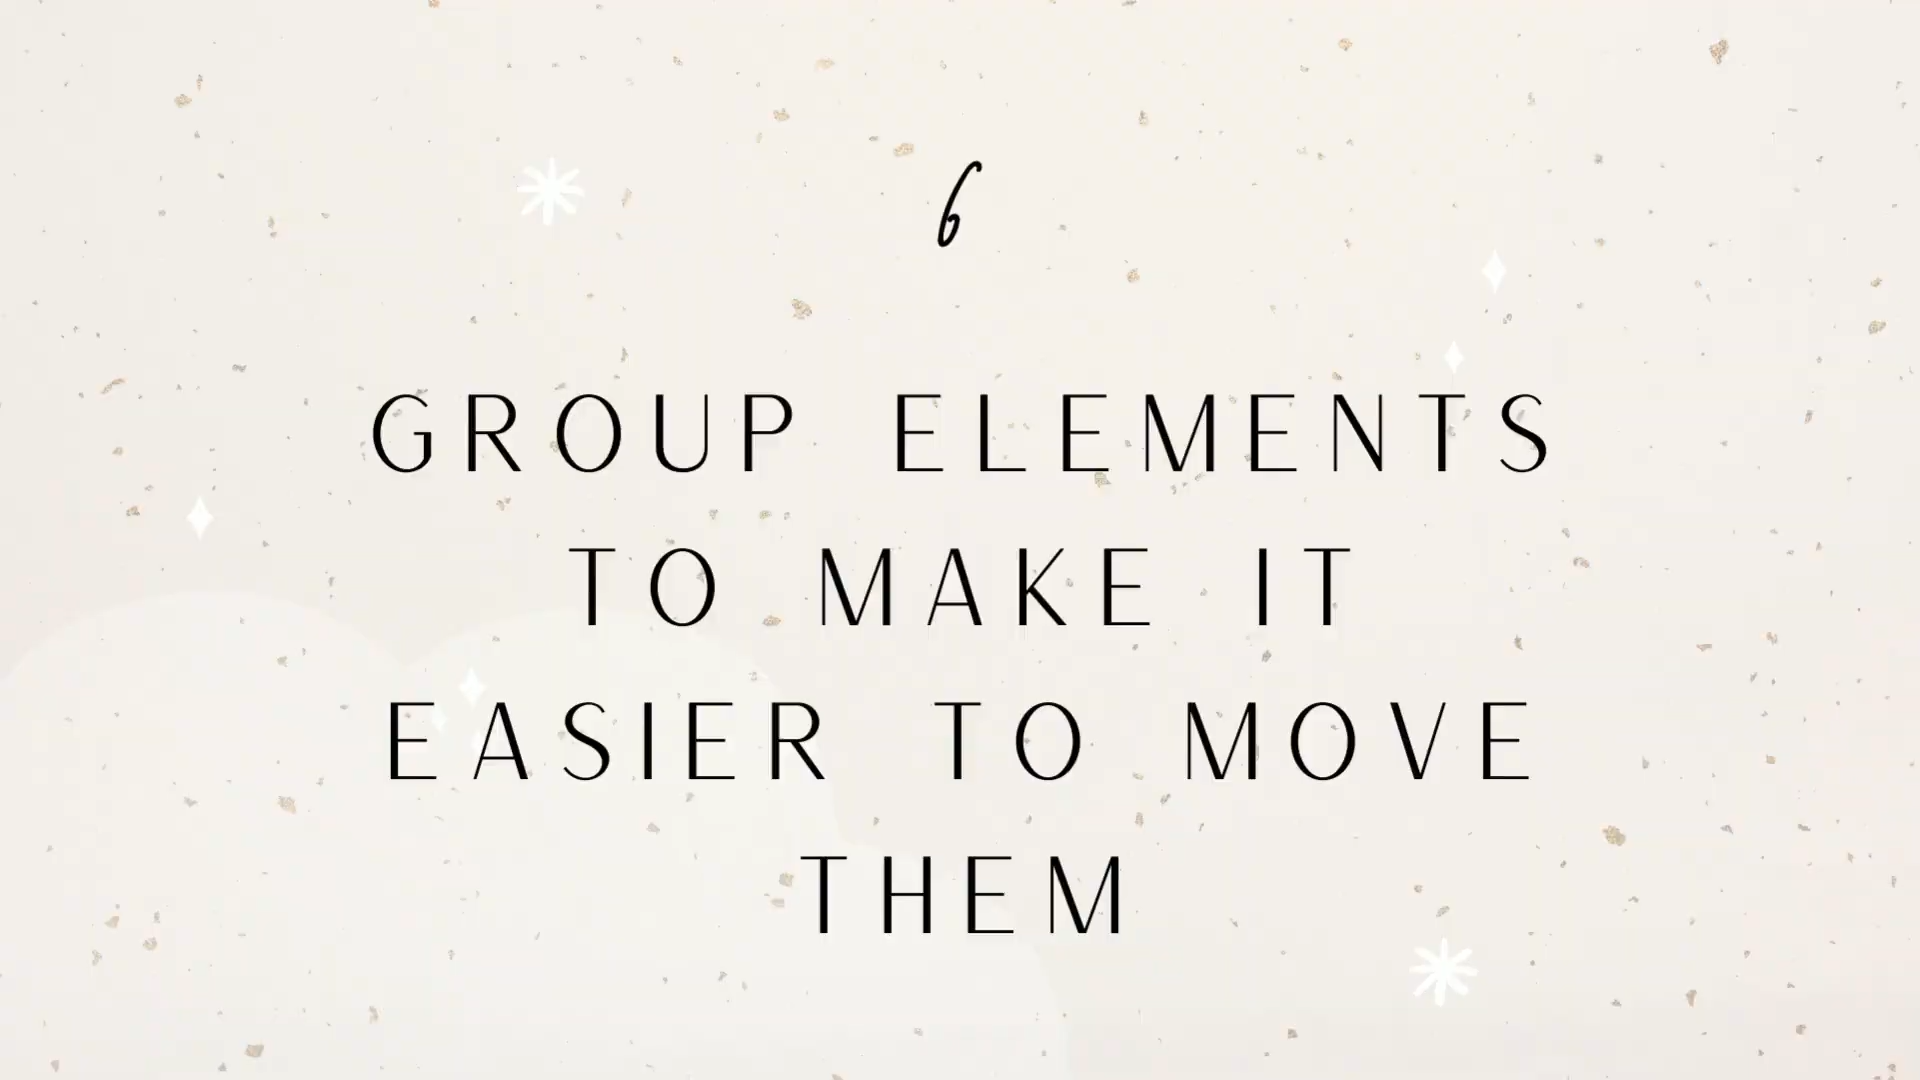 6
GROUP ELEMENTS
TO MAKE IT
EASIER TO MOVE
THEM